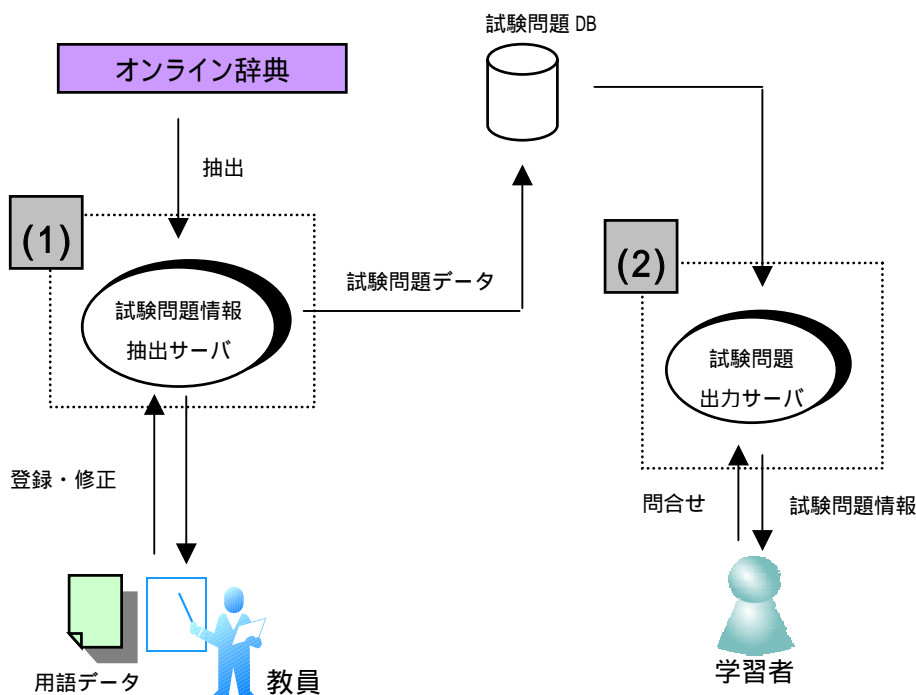 試験問題 DB
オンライン辞典
抽出
(1)
試験問題情報
抽出サーバ
試験問題データ
(2)
試験問題
出力サーバ
登録・修正
問合せ
試験問題情報
用語データ
教員
学習者